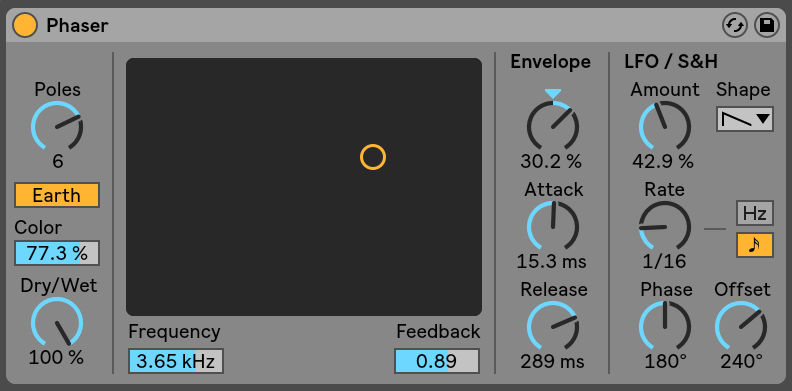 Phaser
Poles
6
Earth
Color
77.3 %
Dry/Wet
100 %
Frequency
3.65 kHz
Feedback
0.89
Envelope
30.2 %
Attack
15.3 ms
Release
289 ms
LFO / S&H
Amount
42.9 %
Shape
Rate
1/16
Hz
Phase
180°
Offset
240°